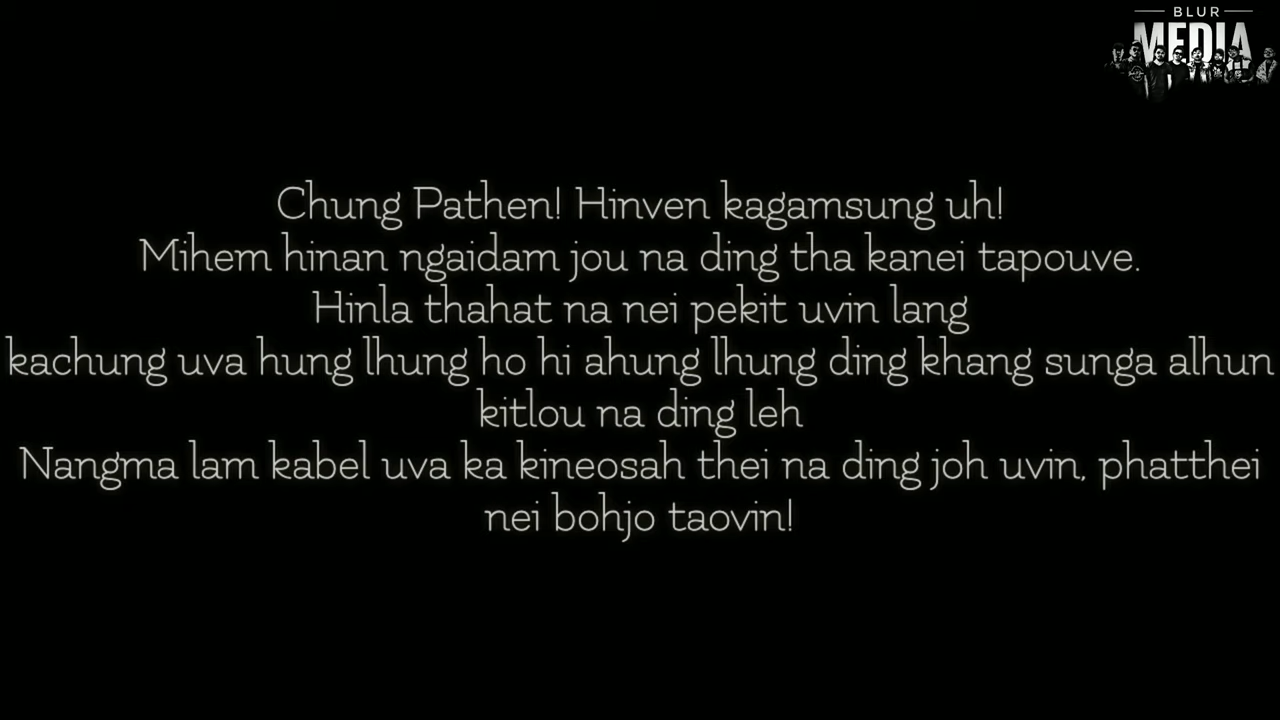 BLUR
MEDIA
Chung Pathen! Hinven kagamsung uh!
Mihem hinan ngaidam jou na ding tha kanei tapouve.
Hinla thahat na nei pekit uvin lang
kachung uva hung lhung ho hi ahung lhung ding khang sunga alhun
kitlou na ding leh
Nangma lam kabel uva ka kineosah thei na ding joh uvin, phatthei
nei bohjo taovin!